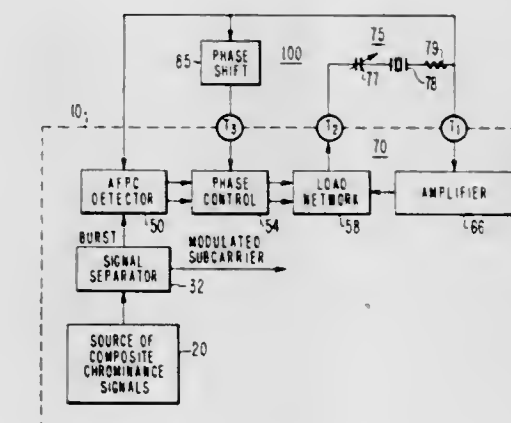 75
79
PHASE
SHIFT
65
100
77
78
10
T3
T2
T1
70
AFPC
DETECTOR
PHASE
CONTROL
LOAD
NETWORK
AMPLIFIER
50
54
58
66
BURST
MODULATED
SUBCARRIER
SIGNAL
SEPARATOR
32
SOURCE OF
COMPOSITE
CHROMINANCE
SIGNALS
20